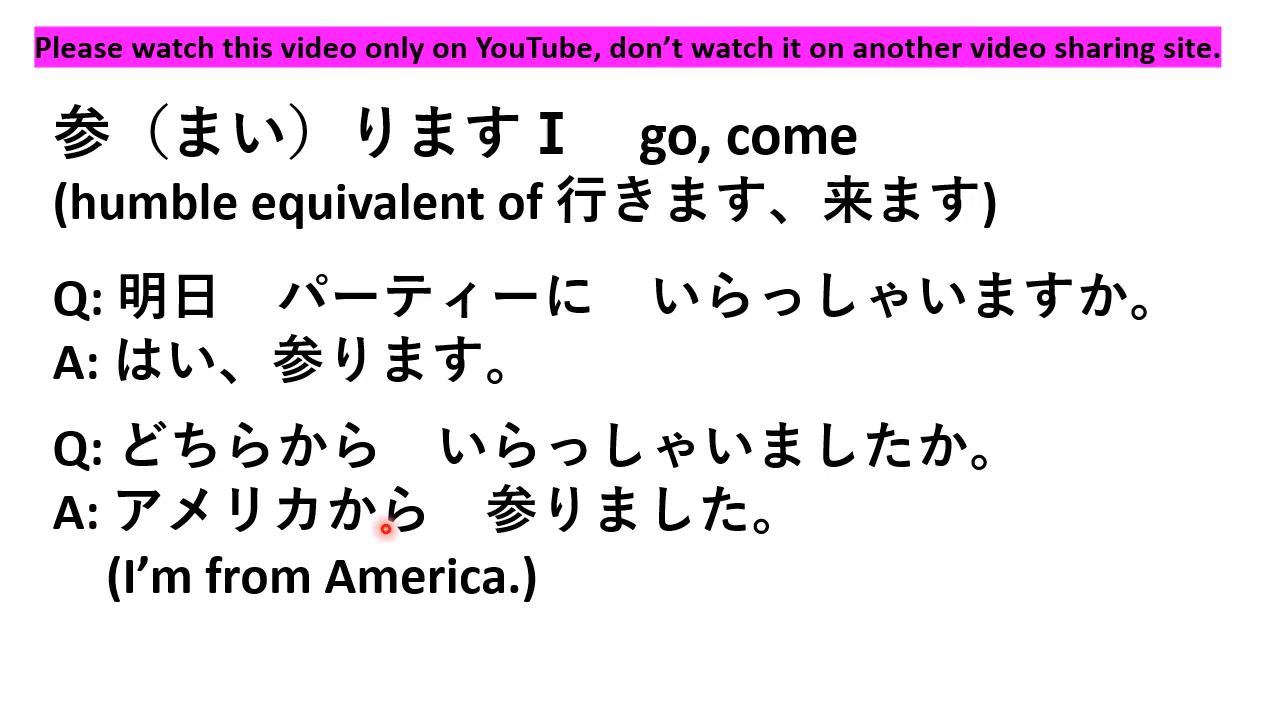 Please watch this video only on YouTube, don’t watch it on another video sharing site.
参（まい）りますⅠ　go, come
(humble equivalent of 行きます、来ます)
Q: 明日　パーティーに　いらっしゃいますか。
A: はい、参ります。
Q: どちらから　いらっしゃいましたか。
A: アメリカから　参りました。
(I’m from America.)